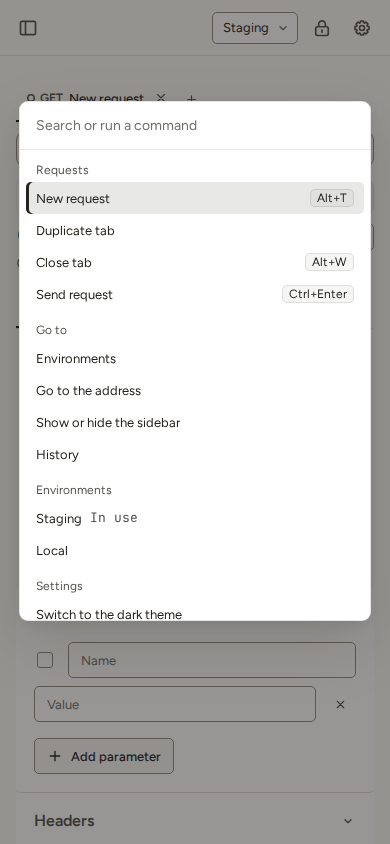 Staging
GET New request
Search or run a command
Requests
New request Alt+T
Duplicate tab
Close tab Alt+W
Send request Ctrl+Enter
Go to
Environments
Go to the address
Show or hide the sidebar
History
Environments
Staging In use
Local
Settings
Switch to the dark theme
Name
Value
Add parameter
Headers